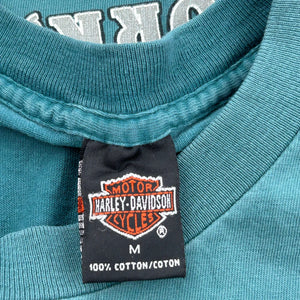 MOTOR
HARLEY-DAVIDSON
CYCLES
®
M
100% COTTON/COTON